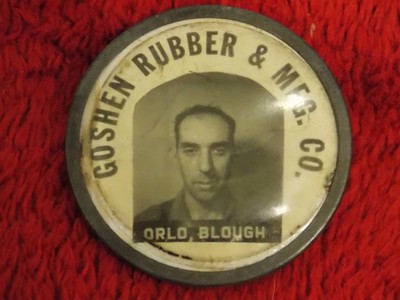 GOSHEN RUBBER & MFG. CO.
ORLO, BLOUGH